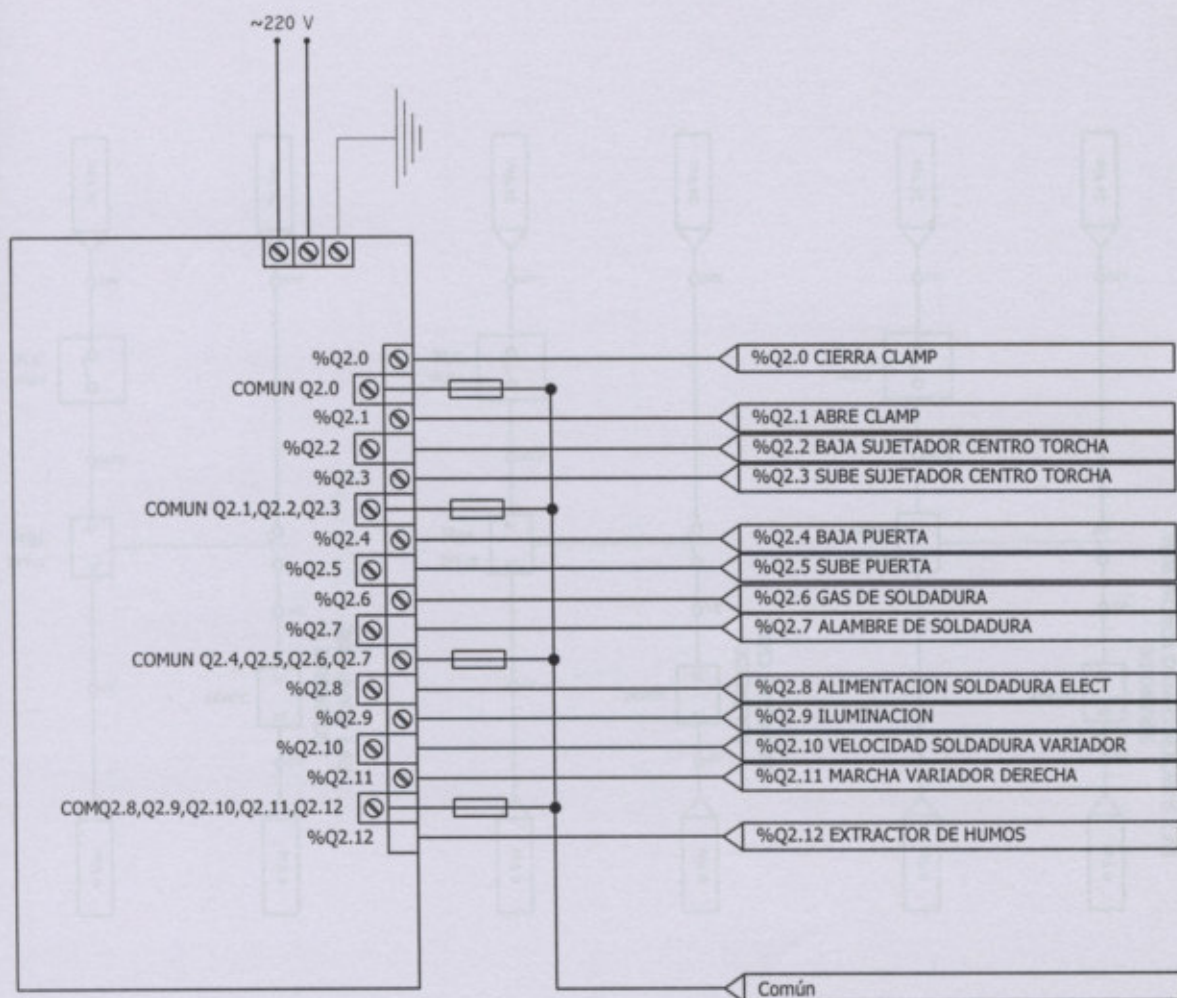 ~220 V
%Q2.0
%Q2.0 CIERRA CLAMP
COMUN Q2.0
%Q2.1
%Q2.1 ABRE CLAMP
%Q2.2
%Q2.2 BAJA SUJETADOR CENTRO TORCHA
%Q2.3
%Q2.3 SUBE SUJETADOR CENTRO TORCHA
COMUN Q2.1,Q2.2,Q2.3
%Q2.4
%Q2.4 BAJA PUERTA
%Q2.5
%Q2.5 SUBE PUERTA
%Q2.6
%Q2.6 GAS DE SOLDADURA
%Q2.7
%Q2.7 ALAMBRE DE SOLDADURA
COMUN Q2.4,Q2.5,Q2.6,Q2.7
%Q2.8
%Q2.8 ALIMENTACION SOLDADURA ELECT
%Q2.9
%Q2.9 ILUMINACION
%Q2.10
%Q2.10 VELOCIDAD SOLDADURA VARIADOR
%Q2.11
%Q2.11 MARCHA VARIADOR DERECHA
COMQ2.8,Q2.9,Q2.10,Q2.11,Q2.12
%Q2.12
%Q2.12 EXTRACTOR DE HUMOS
Común